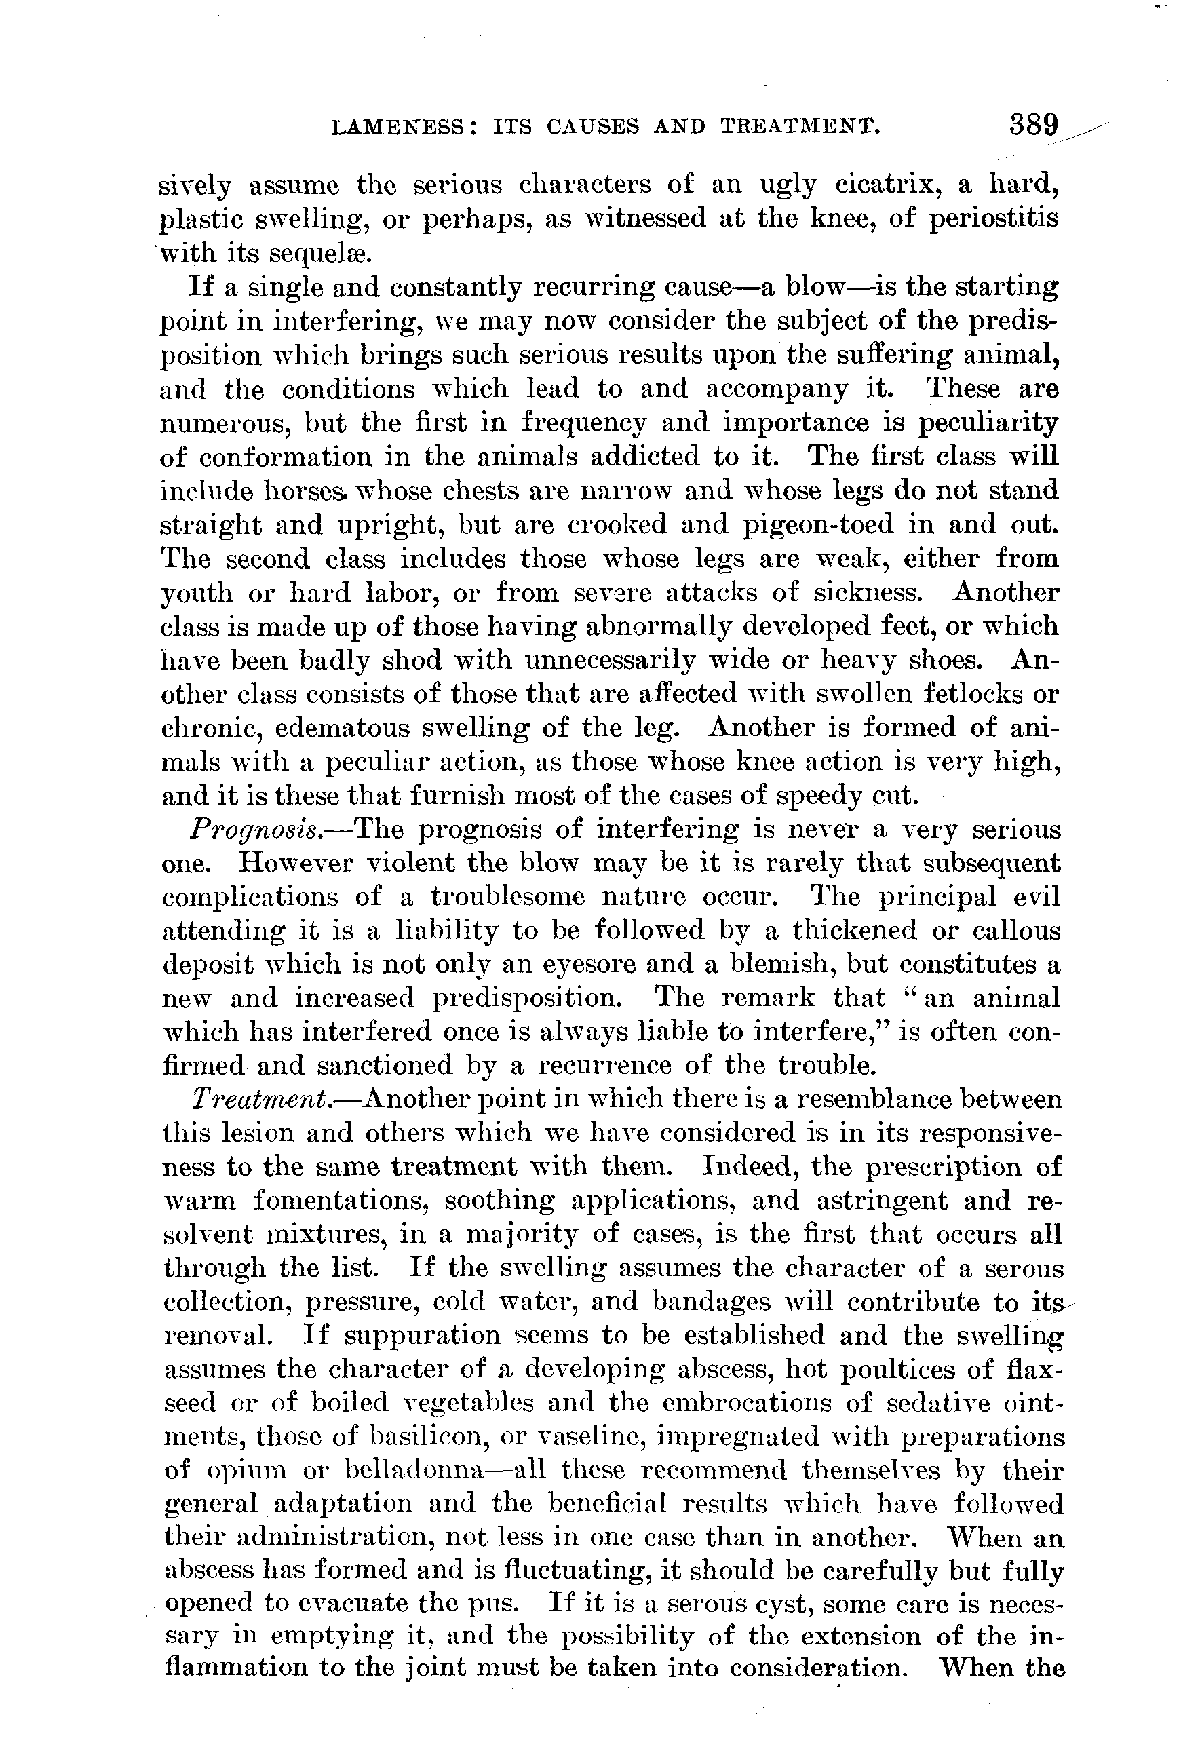 LAMENESS: ITS CAUSES AND TREATMENT. 389
sively assume the serious characters of an ugly cicatrix, a hard,
plastic swelling, or perhaps, as witnessed at the knee, of periostitis
with its sequelæ.
If a single and constantly recurring cause—a blow—is the starting
point in interfering, we may now consider the subject of the predis-
position which brings such serious results upon the suffering animal,
and the conditions which lead to and accompany it. These are
numerous, but the first in frequency and importance is peculiarity
of conformation in the animals addicted to it. The first class will
include horses whose chests are narrow and whose legs do not stand
straight and upright, but are crooked and pigeon-toed in and out.
The second class includes those whose legs are weak, either from
youth or hard labor, or from severe attacks of sickness. Another
class is made up of those having abnormally developed feet, or which
have been badly shod with unnecessarily wide or heavy shoes. An-
other class consists of those that are affected with swollen fetlocks or
chronic, edematous swelling of the leg. Another is formed of ani-
mals with a peculiar action, as those whose knee action is very high,
and it is these that furnish most of the cases of speedy cut.
Prognosis.—The prognosis of interfering is never a very serious
one. However violent the blow may be it is rarely that subsequent
complications of a troublesome nature occur. The principal evil
attending it is a liability to be followed by a thickened or callous
deposit which is not only an eyesore and a blemish, but constitutes a
new and increased predisposition. The remark that "an animal
which has interfered once is always liable to interfere," is often con-
firmed and sanctioned by a recurrence of the trouble.
Treatment.—Another point in which there is a resemblance between
this lesion and others which we have considered is in its responsive-
ness to the same treatment with them. Indeed, the prescription of
warm fomentations, soothing applications, and astringent and re-
solvent mixtures, in a majority of cases, is the first that occurs all
through the list. If the swelling assumes the character of a serous
collection, pressure, cold water, and bandages will contribute to its
removal. If suppuration seems to be established and the swelling
assumes the character of a developing abscess, hot poultices of flax-
seed or of boiled vegetables and the embrocations of sedative oint-
ments, those of basilicon, or vaseline, impregnated with preparations
of opium or belladonna—all these recommend themselves by their
general adaptation and the beneficial results which have followed
their administration, not less in one case than in another. When an
abscess has formed and is fluctuating, it should be carefully but fully
opened to evacuate the pus. If it is a serous cyst, some care is neces-
sary in emptying it, and the possibility of the extension of the in-
flammation to the joint must be taken into consideration. When the